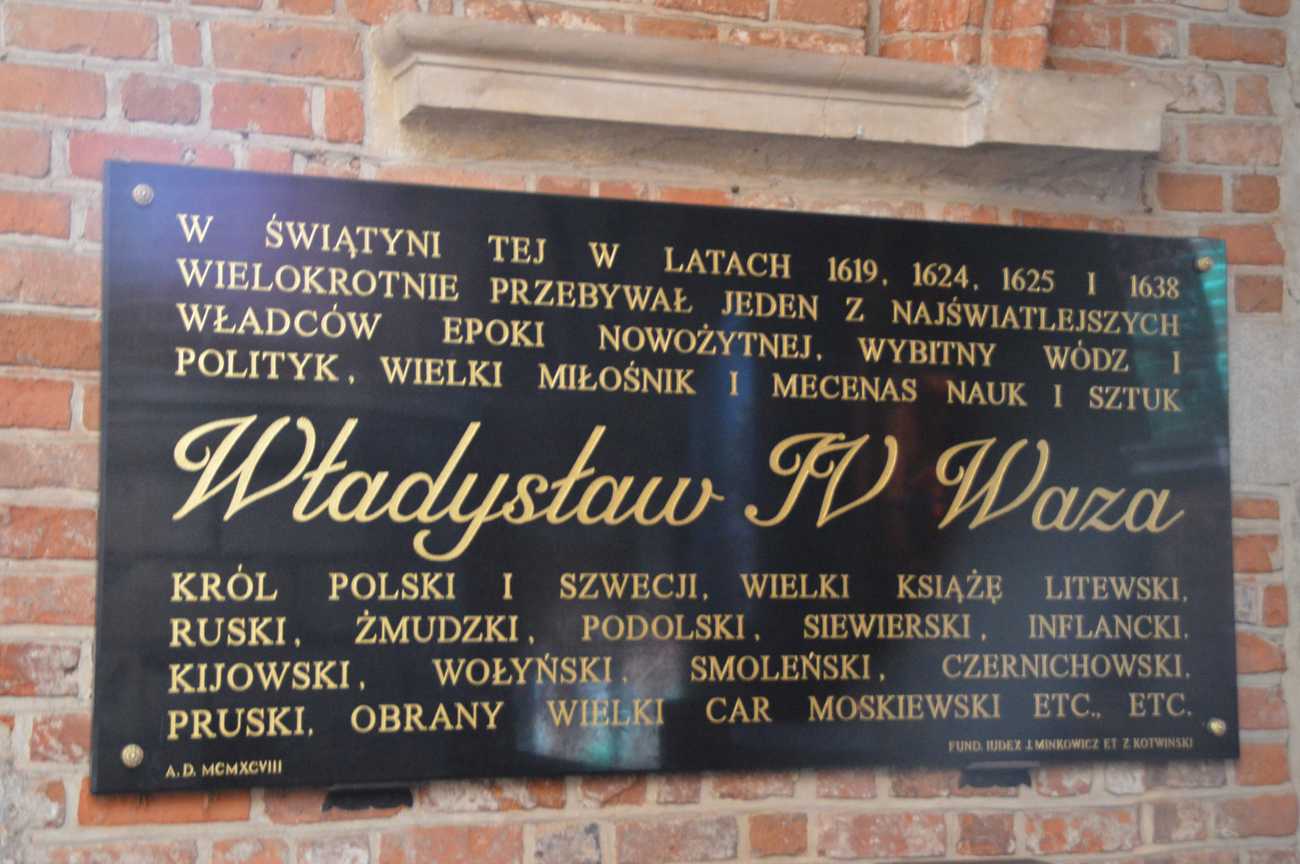 W ŚWIĄTYNI TEJ W LATACH 1619, 1624, 1625 I 1638
WIELOKROTNIE PRZEBYWAŁ JEDEN Z NAJŚWIATLEJSZYCH
WŁADCÓW EPOKI NOWOŻYTNEJ, WYBITNY WÓDZ I
POLITYK, WIELKI MIŁOŚNIK I MECENAS NAUK I SZTUK
Władysław IV Waza
KRÓL POLSKI I SZWECJI, WIELKI KSIĄŻĘ LITEWSKI,
RUSKI, ŻMUDZKI, PODOLSKI, SIEWIERSKI, INFLANCKI,
KIJOWSKI, WOŁYŃSKI, SMOLEŃSKI, CZERNICHOWSKI,
PRUSKI, OBRANY WIELKI CAR MOSKIEWSKI ETC., ETC.
FUND. IUDEX J.MINKOWICZ ET Z.KOTWINSKI
A.D. MCMXCVIII